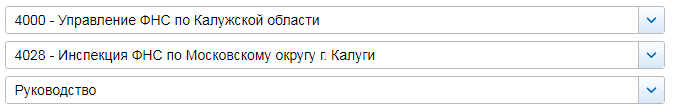 4000 - Управление ФНС по Калужской области
4028 - Инспекция ФНС по Московскому округу г. Калуги
Руководство